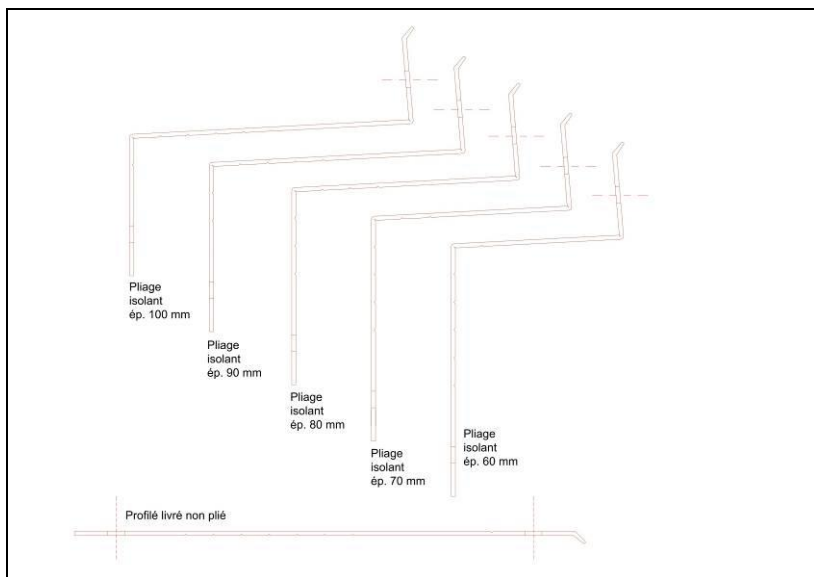 Pliage
isolant
ép. 100 mm
Pliage
isolant
ép. 90 mm
Pliage
isolant
ép. 80 mm
Pliage
isolant
ép. 70 mm
Pliage
isolant
ép. 60 mm
Profilé livré non plié